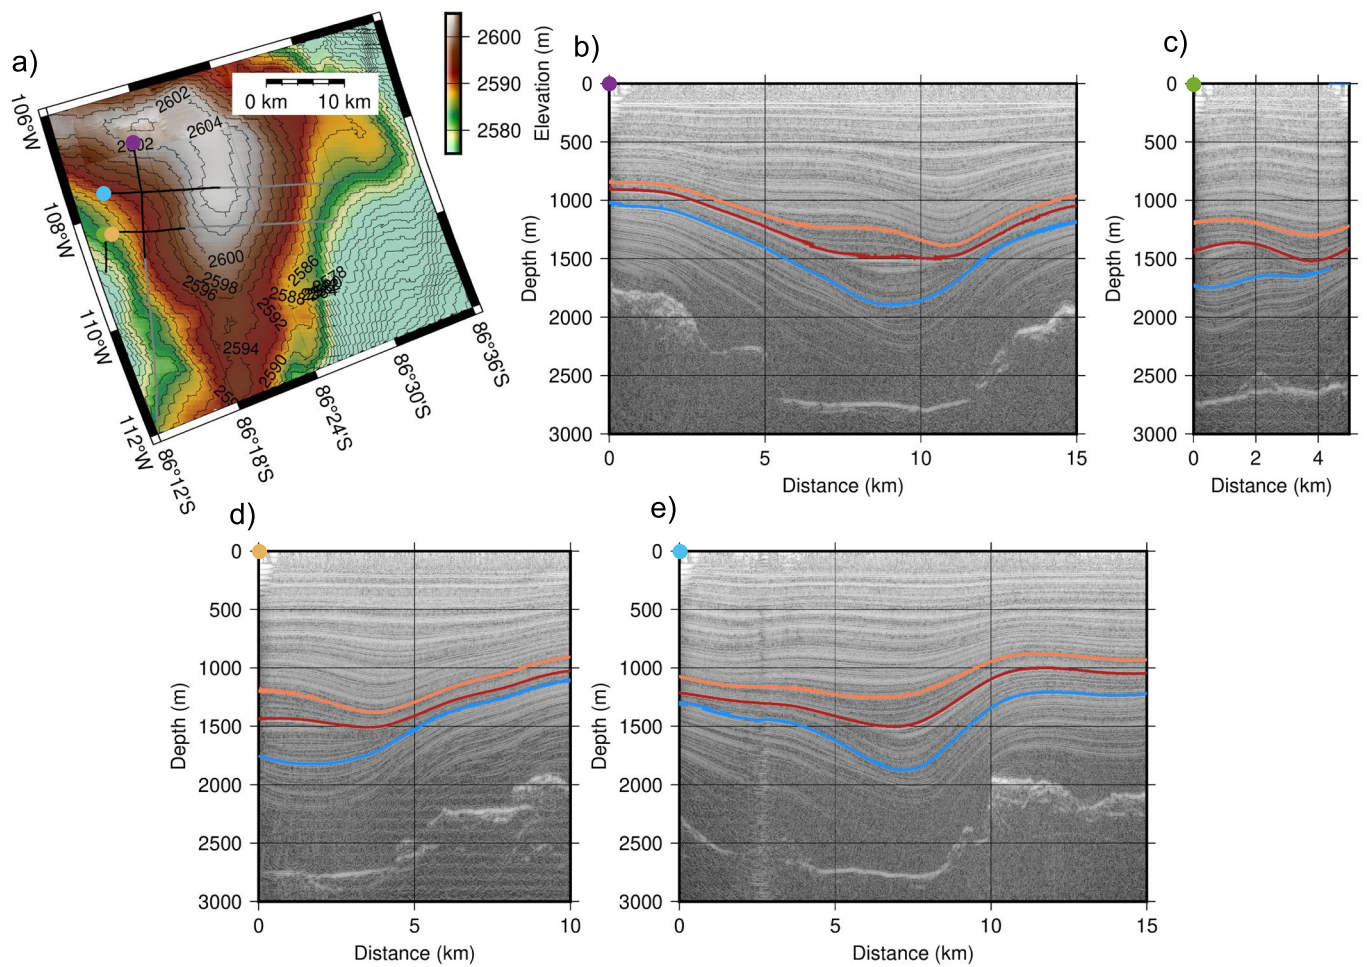 a)
2602
2604
2602
2600
2598
2596
2586
2588
2592
2594
2590
2578
0 km 10 km
2600
2590
2580
Elevation (m)
106°W
108°W
110°W
112°W
86°12'S
86°18'S
86°24'S
86°30'S
86°36'S
b)
0
500
1000
1500
2000
2500
3000
Depth (m)
0 5 10 15
Distance (km)
c)
0
500
1000
1500
2000
2500
3000
Depth (m)
0 2 4
Distance (km)
d)
0
500
1000
1500
2000
2500
3000
Depth (m)
0 5 10
Distance (km)
e)
0
500
1000
1500
2000
2500
3000
Depth (m)
0 5 10 15
Distance (km)